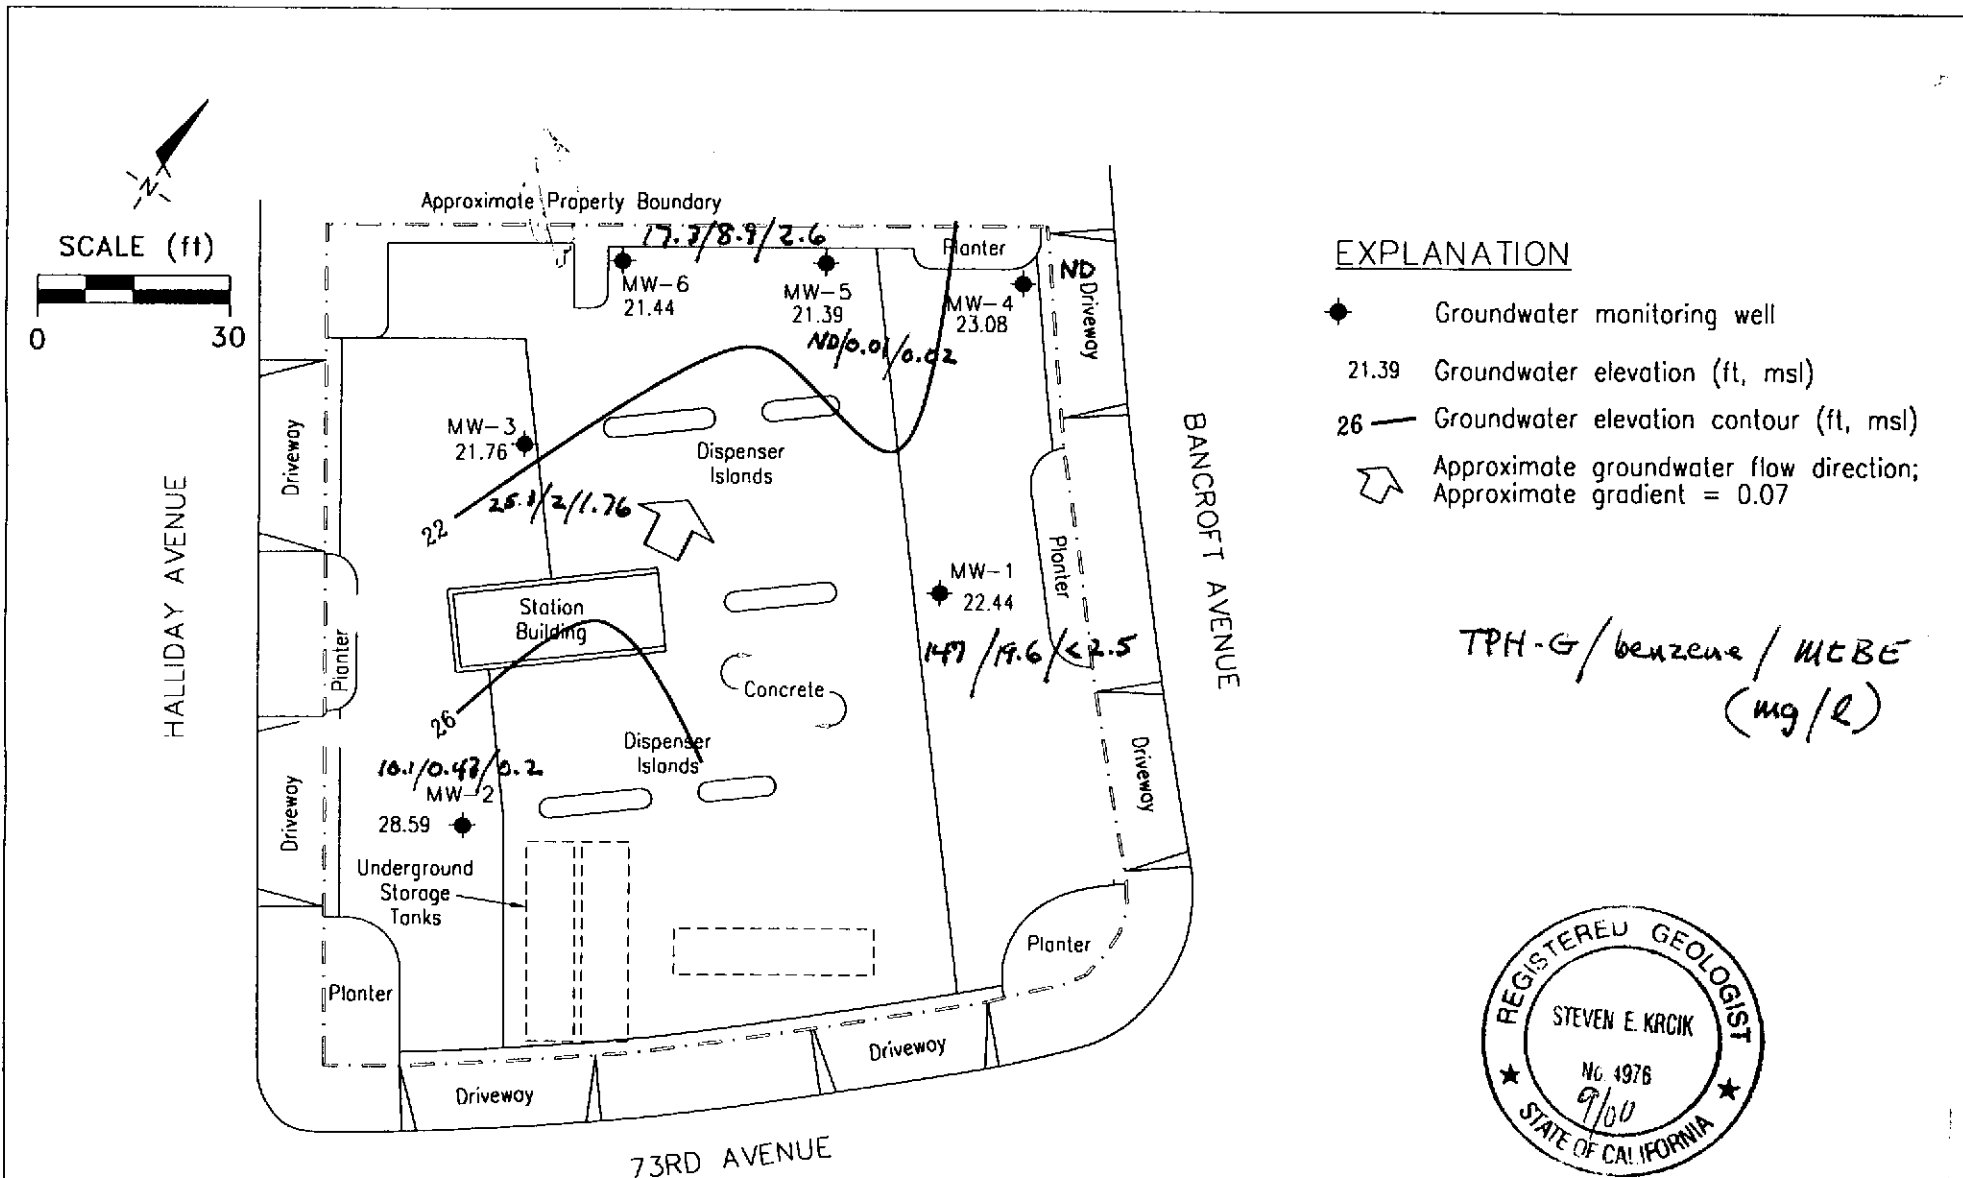 N
SCALE (ft)
0 30
Approximate Property Boundary
17.3/8.9/2.6
MW-6
21.44
MW-5
21.39
ND/0.01/0.02
Planter
MW-4
23.08
ND
Driveway
MW-3
21.76
22
Dispenser
Islands
Driveway
HALLIDAY AVENUE
BANCROFT AVENUE
Planter
MW-1
22.44
147/19.6/<2.5
Station
Building
Planter
Concrete
26
Dispenser
Islands
10.1/0.47/0.2
MW-2
28.59
Driveway
Driveway
Underground
Storage
Tanks
Planter
Planter
Driveway
Driveway
73RD AVENUE
EXPLANATION
Groundwater monitoring well
21.39 Groundwater elevation (ft, msl)
26 Groundwater elevation contour (ft, msl)
Approximate groundwater flow direction;
Approximate gradient = 0.07
TPH-G/benzene/MtBE
(mg/l)
REGISTERED GEOLOGIST
STEVEN E. KRCIK
No. 4976
9/00
STATE OF CALIFORNIA